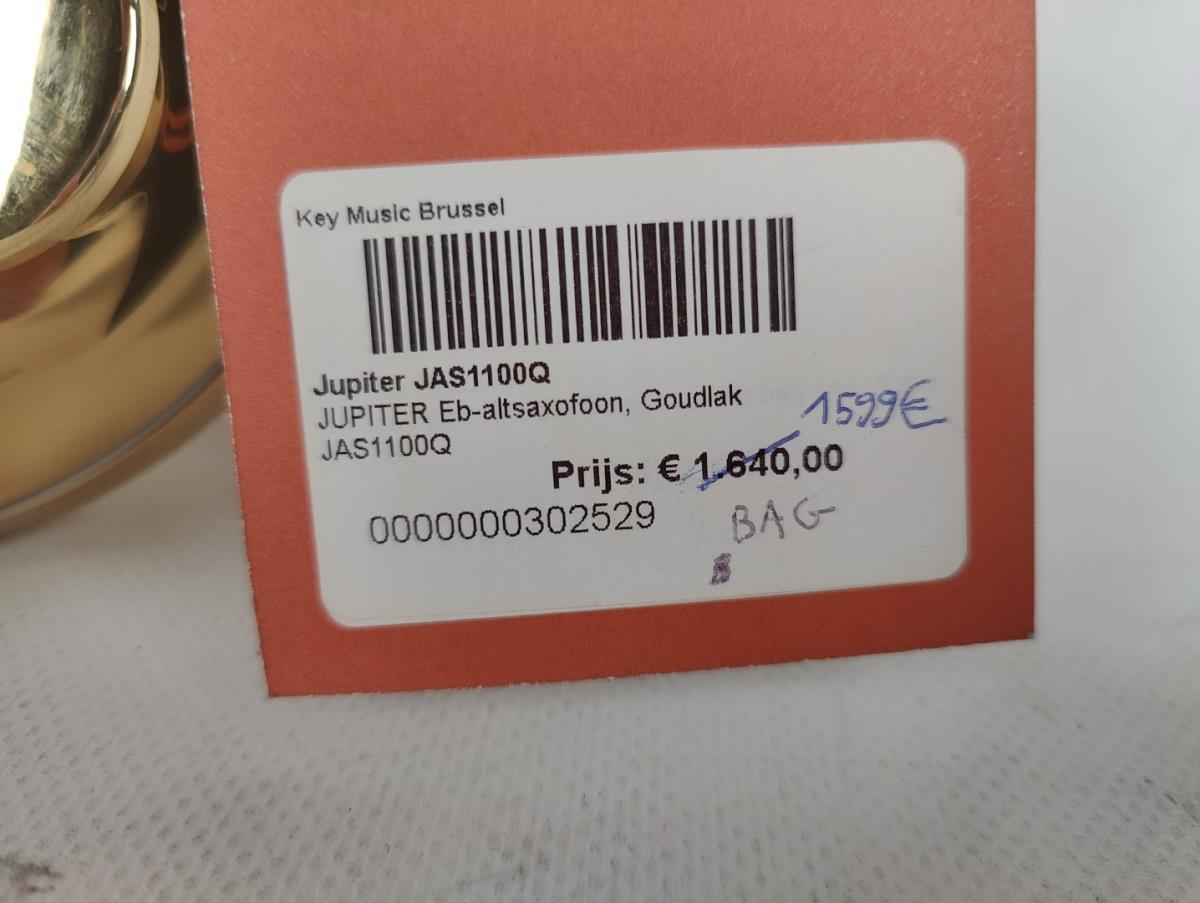 Key Music Brussel
Jupiter JAS1100Q
JUPITER Eb-altsaxofoon, Goudlak
JAS1100Q
1599€
Prijs: € 1.640,00
0000000302529
BAG